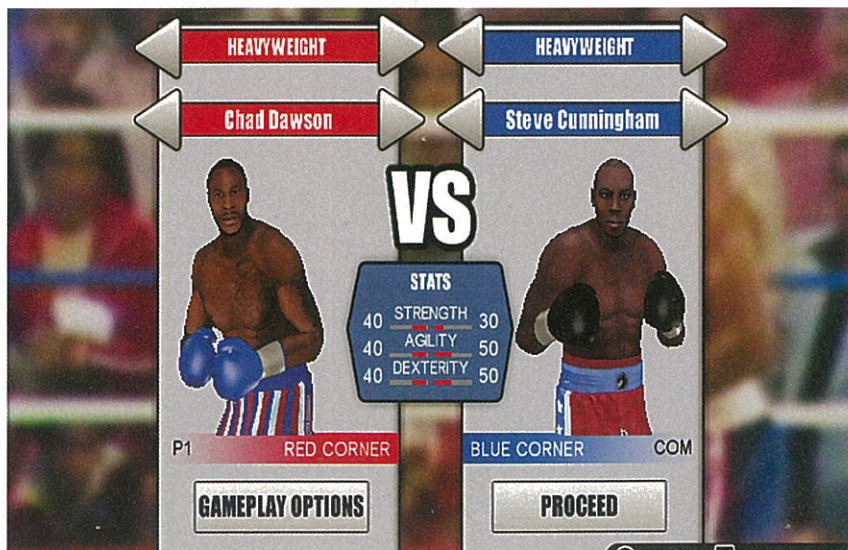 HEAVYWEIGHT
HEAVYWEIGHT
Chad Dawson
Steve Cunningham
VS
STATS
40 STRENGTH 30
40 AGILITY 50
40 DEXTERITY 50
P1 RED CORNER
BLUE CORNER COM
GAMEPLAY OPTIONS
PROCEED